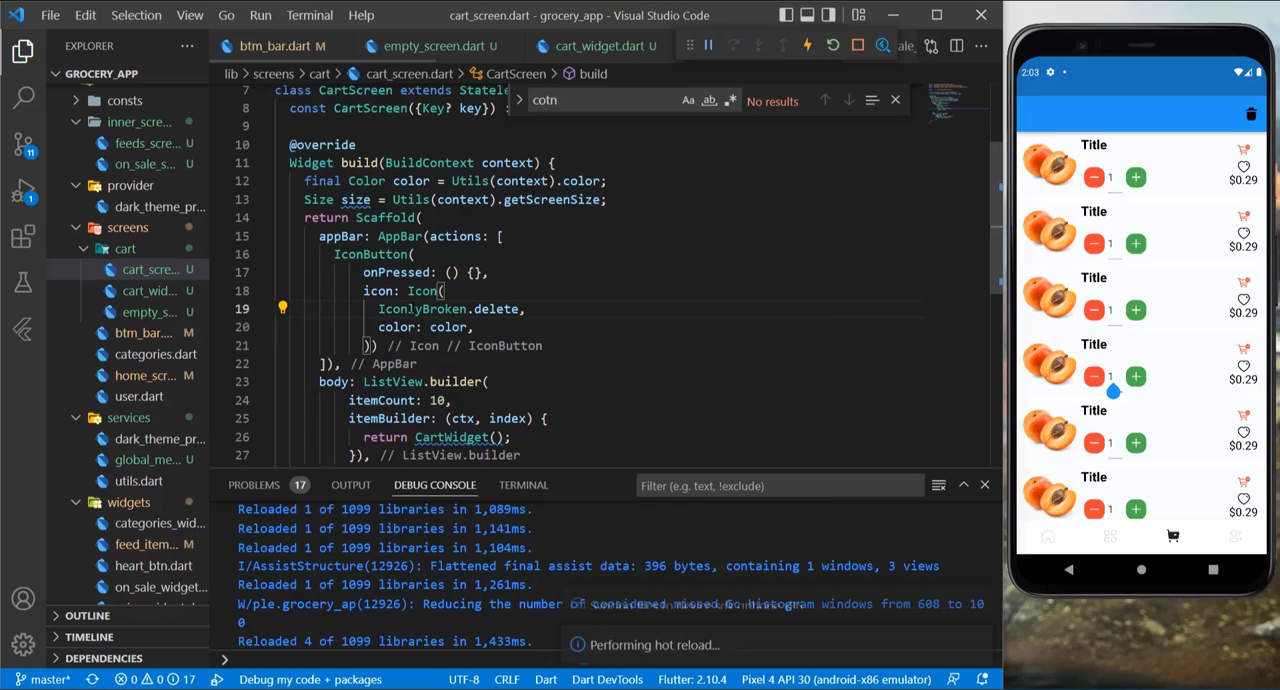 File Edit Selection View Go Run Terminal Help cart_screen.dart - grocery_app - Visual Studio Code
EXPLORER
GROCERY_APP
consts
inner_scre...
feeds_scre... U
on_sale_s... U
provider
dark_theme_pr...
screens
cart
cart_scre... U
cart_wid... U
empty_s... U
btm_bar.... M
categories.dart
home_scr... M
user.dart
services
dark_theme_pr...
global_me... U
utils.dart
widgets
categories_wid...
feed_item... M
heart_btn.dart
on_sale_widget...
OUTLINE
TIMELINE
DEPENDENCIES
11
1
btm_bar.dart M empty_screen.dart U cart_widget.dart U ale_
lib > screens > cart > cart_screen.dart > CartScreen > build
cotn Aa ab No results
7 class CartScreen extends Statele
8 const CartScreen({Key? key}) :
9
10 @override
11 Widget build(BuildContext context) {
12 final Color color = Utils(context).color;
13 Size size = Utils(context).getScreenSize;
14 return Scaffold(
15 appBar: AppBar(actions: [
16 IconButton(
17 onPressed: () {},
18 icon: Icon(
19 IconlyBroken.delete,
20 color: color,
21 )) // Icon // IconButton
22 ]), // AppBar
23 body: ListView.builder(
24 itemCount: 10,
25 itemBuilder: (ctx, index) {
26 return CartWidget();
27 }), // ListView.builder
PROBLEMS 17 OUTPUT DEBUG CONSOLE TERMINAL Filter (e.g. text, !exclude)
Reloaded 1 of 1099 libraries in 1,089ms.
Reloaded 1 of 1099 libraries in 1,141ms.
Reloaded 1 of 1099 libraries in 1,104ms.
I/AssistStructure(12926): Flattened final assist data: 396 bytes, containing 1 windows, 3 views
Reloaded 1 of 1099 libraries in 1,261ms.
W/ple.grocery_ap(12926): Reducing the number of considered missed Gc histogram windows from 608 to 10
0
Reloaded 4 of 1099 libraries in 1,433ms.
Performing hot reload...
master* 0 0 17 Debug my code + packages UTF-8 CRLF Dart Dart DevTools Flutter: 2.10.4 Pixel 4 API 30 (android-x86 emulator)
2:03
Title
1
$0.29
Title
1
$0.29
Title
1
$0.29
Title
1
$0.29
Title
1
$0.29
Title
1
$0.29